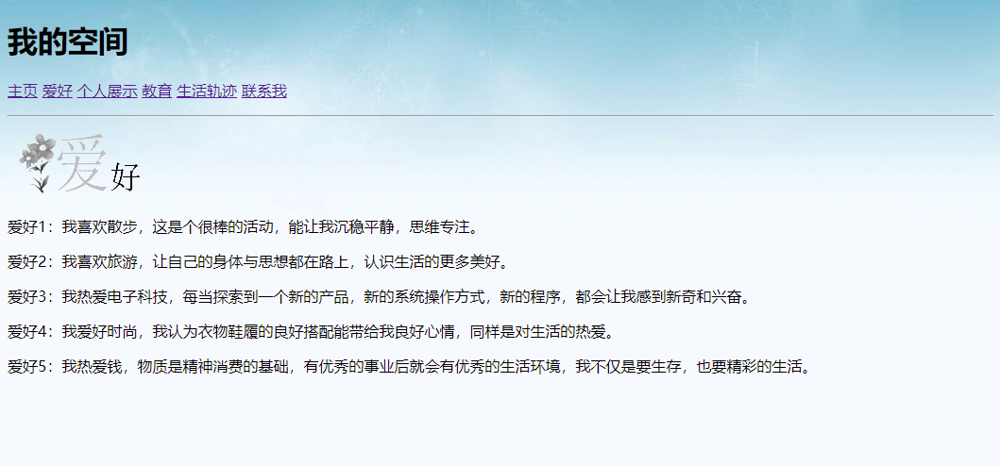 我的空间
主页 爱好 个人展示 教育 生活轨迹 联系我
爱好
爱好1：我喜欢散步，这是个很棒的活动，能让我沉稳平静，思维专注。
爱好2：我喜欢旅游，让自己的身体与思想都在路上，认识生活的更多美好。
爱好3：我热爱电子科技，每当探索到一个新的产品，新的系统操作方式，新的程序，都会让我感到新奇和兴奋。
爱好4：我爱好时尚，我认为衣物鞋履的良好搭配能带给我良好心情，同样是对生活的热爱。
爱好5：我热爱钱，物质是精神消费的基础，有优秀的事业后就会有优秀的生活环境，我不仅是要生存，也要精彩的生活。